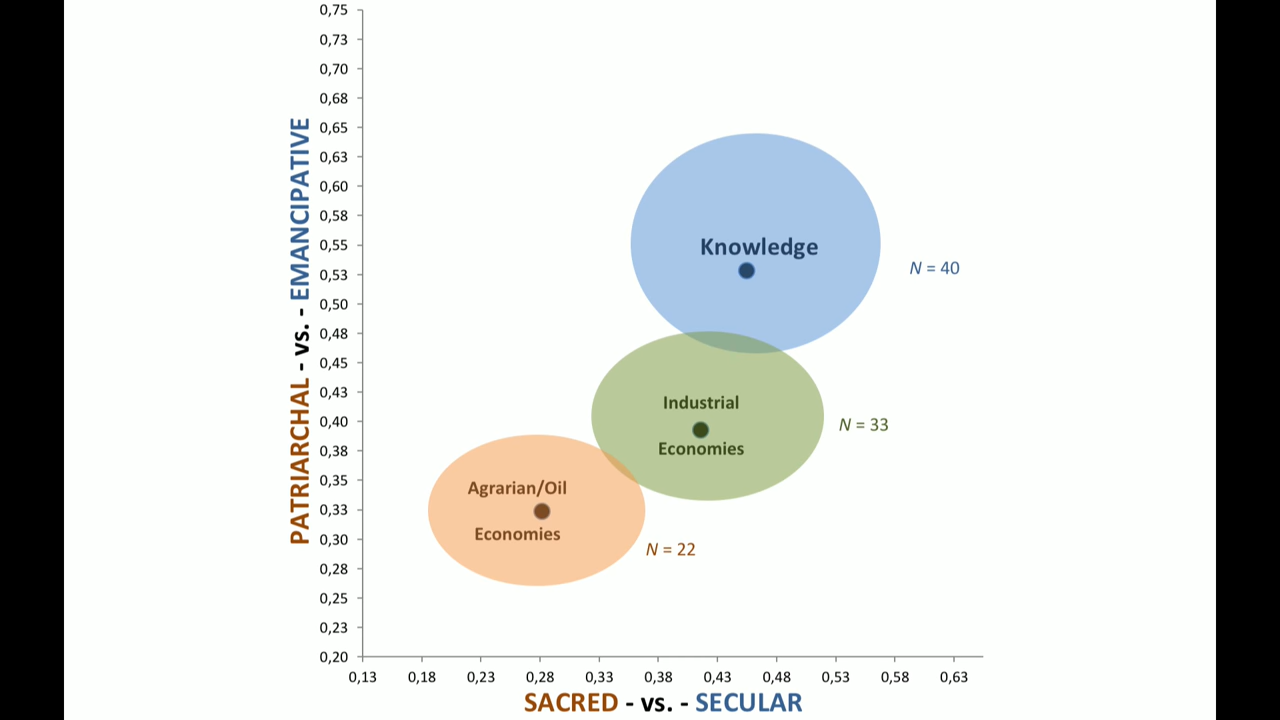 0,75
0,73
0,70
0,68
0,65
0,63
0,60
0,58
0,55
0,53
0,50
0,48
0,45
0,43
0,40
0,38
0,35
0,33
0,30
0,28
0,25
0,23
0,20
PATRIARCHAL - vs. - EMANCIPATIVE
Knowledge
N = 40
Industrial
Economies
N = 33
Agrarian/Oil
Economies
N = 22
0,13 0,18 0,23 0,28 0,33 0,38 0,43 0,48 0,53 0,58 0,63
SACRED - vs. - SECULAR